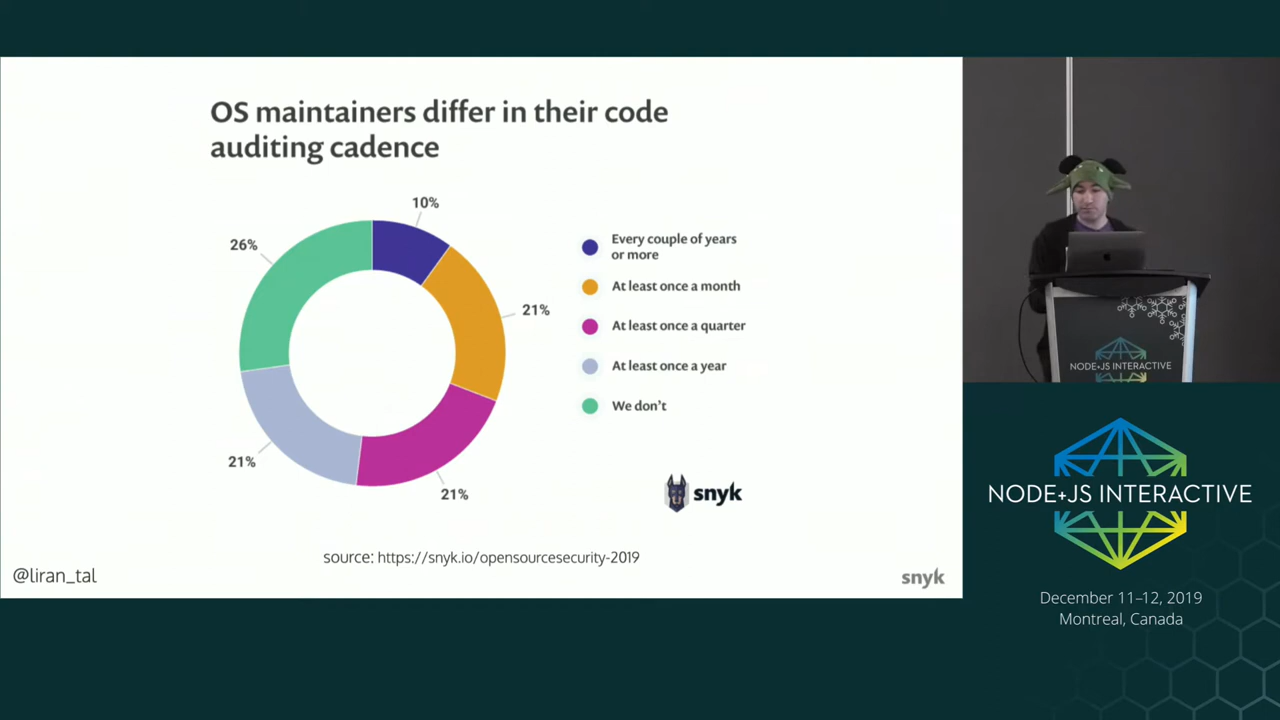 OS maintainers differ in their code
auditing cadence
10%
26%
21%
21%
21%
Every couple of years
or more
At least once a month
At least once a quarter
At least once a year
We don't
snyk
source: https://snyk.io/opensourcesecurity-2019
@liran_tal
snyk
NODE+JS INTERACTIVE
NODE+JS INTERACTIVE
December 11–12, 2019
Montreal, Canada